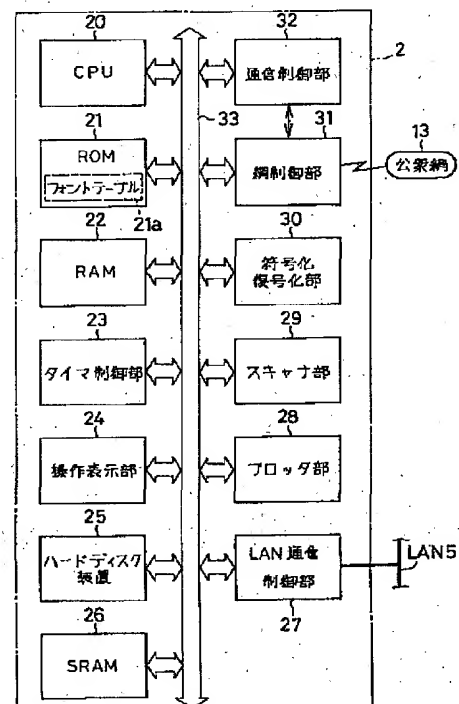 20
CPU
21
ROM
フォントテーブル
21a
22
RAM
23
タイマ制御部
24
操作表示部
25
ハードディスク
装置
26
SRAM
33
32
通信制御部
2
31
網制御部
13
公衆網
30
符号化
復号化部
29
スキャナ部
28
プロッタ部
LAN通信
制御部
27
LAN5